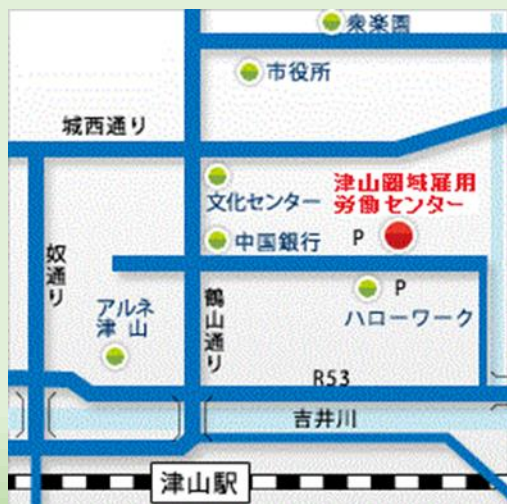 衆楽園
市役所
城西通り
文化センター
津山圏域雇用
労働センター
中国銀行
P
奴通り
鶴山通り
P
ハローワーク
アルネ
津山
R53
吉井川
津山駅